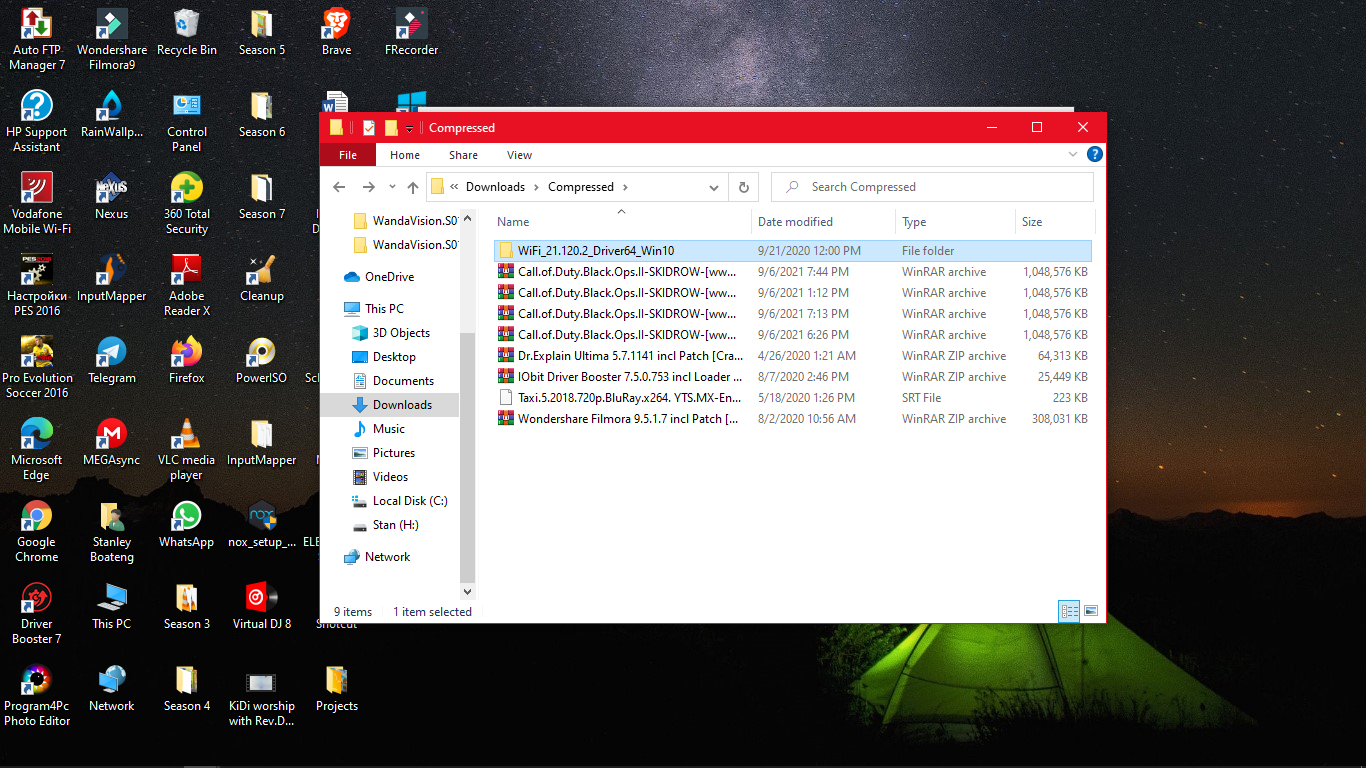 Auto FTP
Manager 7
Wondershare
Filmora9
Recycle Bin
Season 5
Brave
FRecorder
HP Support
Assistant
RainWallp...
Control
Panel
Season 6
Vodafone
Mobile Wi-Fi
Nexus
360 Total
Security
Season 7
Настройки
PES 2016
InputMapper
Adobe
Reader X
Cleanup
Pro Evolution
Soccer 2016
Telegram
Firefox
PowerISO
Microsoft
Edge
MEGAsync
VLC media
player
InputMapper
Google
Chrome
Stanley
Boateng
WhatsApp
nox_setup_...
Driver
Booster 7
This PC
Season 3
Virtual DJ 8
Shotcut
Program4Pc
Photo Editor
Network
Season 4
KiDi worship
with Rev.D...
Projects
Compressed
File Home Share View
Downloads Compressed
Search Compressed
WandaVision.S0
WandaVision.S0
OneDrive
This PC
3D Objects
Desktop
Documents
Downloads
Music
Pictures
Videos
Local Disk (C:)
Stan (H:)
Network
Name Date modified Type Size
WiFi_21.120.2_Driver64_Win10 9/21/2020 12:00 PM File folder
Call.of.Duty.Black.Ops.II-SKIDROW-[ww... 9/6/2021 7:44 PM WinRAR archive 1,048,576 KB
Call.of.Duty.Black.Ops.II-SKIDROW-[ww... 9/6/2021 1:12 PM WinRAR archive 1,048,576 KB
Call.of.Duty.Black.Ops.II-SKIDROW-[ww... 9/6/2021 7:13 PM WinRAR archive 1,048,576 KB
Call.of.Duty.Black.Ops.II-SKIDROW-[ww... 9/6/2021 6:26 PM WinRAR archive 1,048,576 KB
Dr.Explain Ultima 5.7.1141 incl Patch [Cra... 4/26/2020 1:21 AM WinRAR ZIP archive 64,313 KB
IObit Driver Booster 7.5.0.753 incl Loader ... 8/7/2020 2:46 PM WinRAR ZIP archive 25,449 KB
Taxi.5.2018.720p.BluRay.x264. YTS.MX-En... 5/18/2020 1:26 PM SRT File 223 KB
Wondershare Filmora 9.5.1.7 incl Patch [... 8/2/2020 10:56 AM WinRAR ZIP archive 308,031 KB
9 items 1 item selected